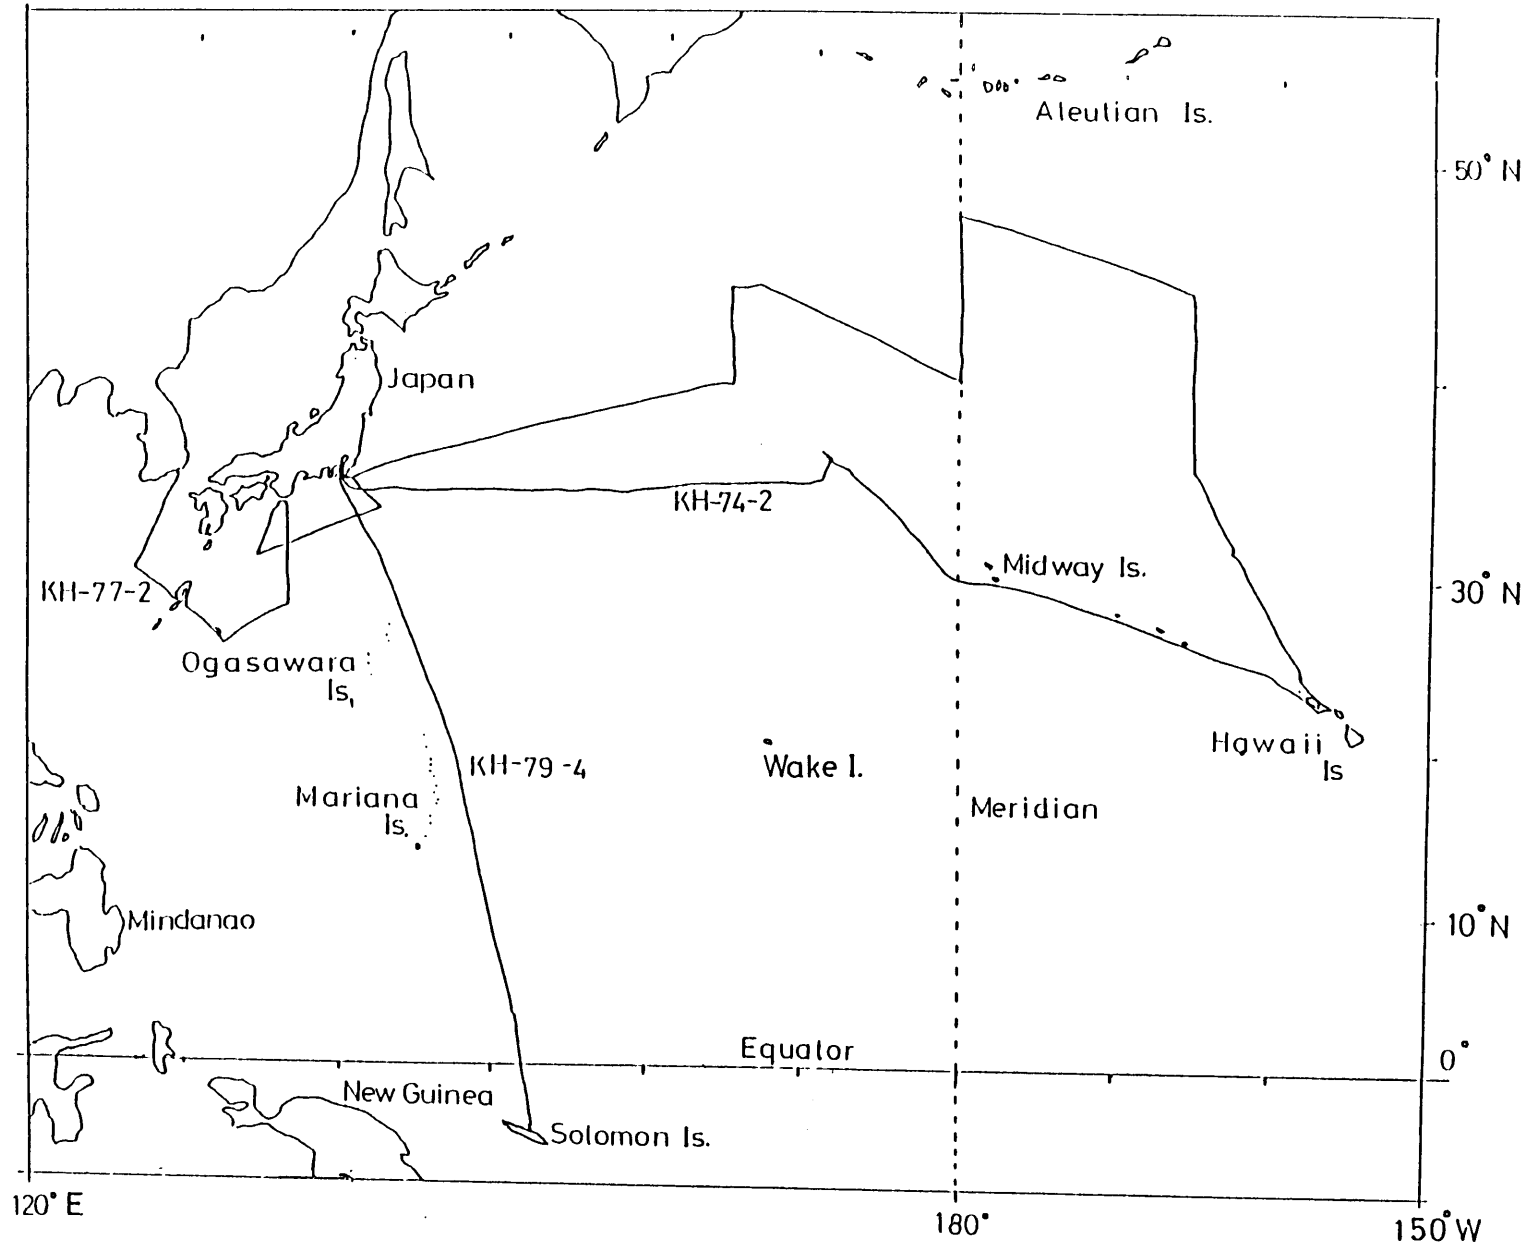 Aleutian Is.
50° N
Japan
KH-74-2
Midway Is.
KH-77-2
30° N
Ogasawara
Is,
Hawaii
Is
KH-79-4
Wake I.
Mariana
Is.
Meridian
Mindanao
10° N
Equator
0°
New Guinea
Solomon Is.
120° E
180°
150° W